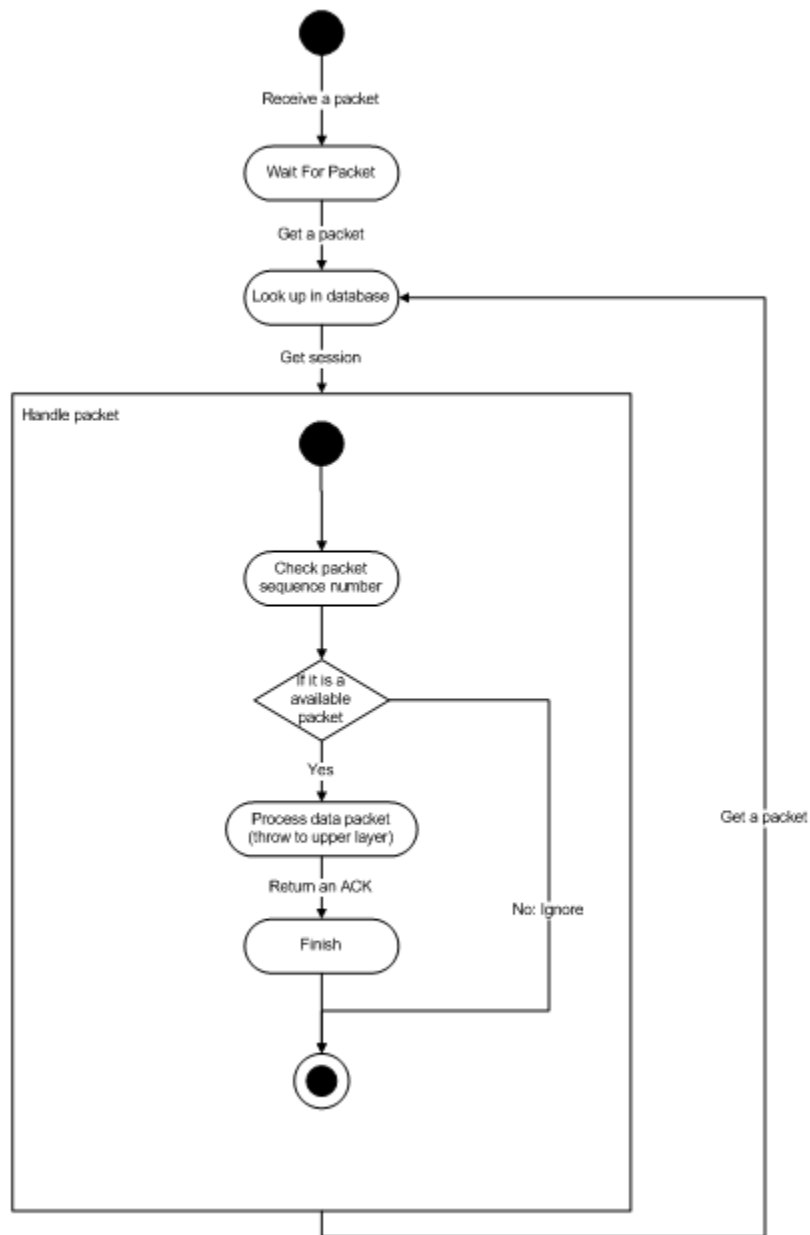 Receive a packet
Wait For Packet
Get a packet
Look up in database
Get session
Handle packet
Check packet
sequence number
If it is a
available
packet
Yes
Process data packet
(throw to upper layer)
Get a packet
Return an ACK
No: Ignore
Finish